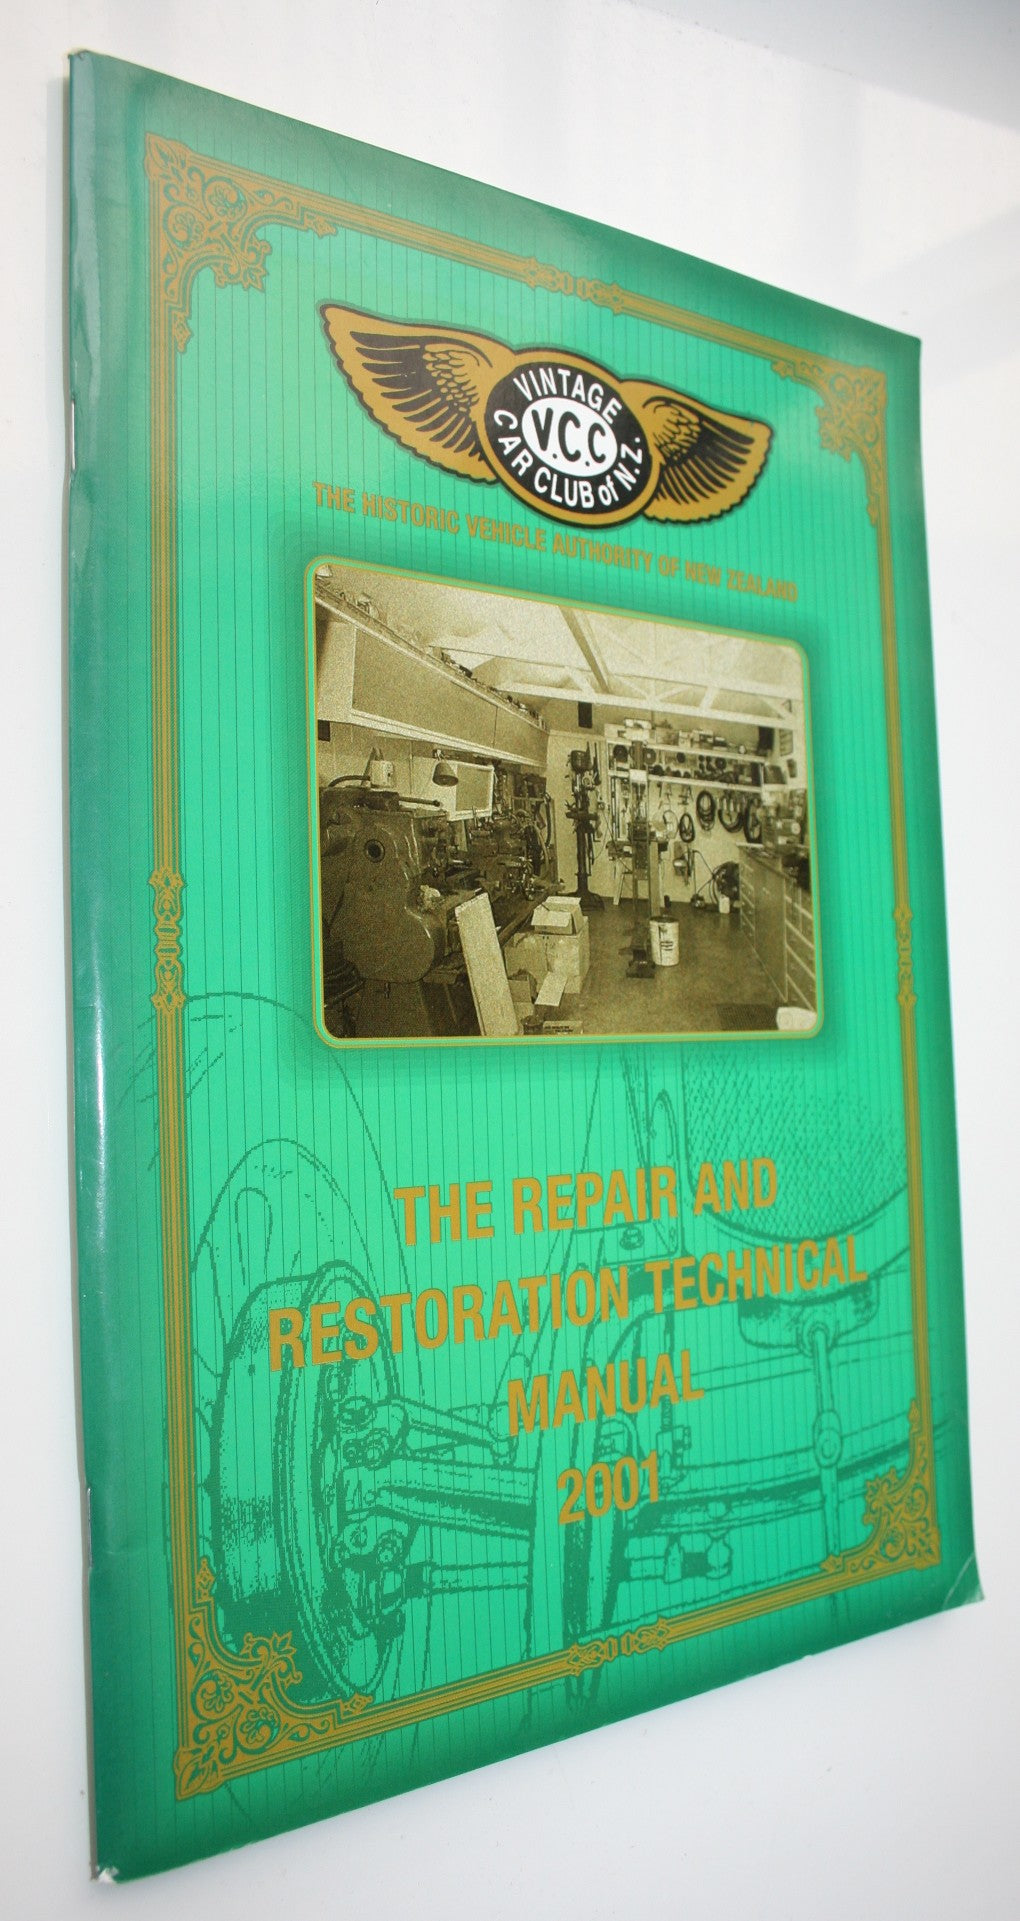 VINTAGE
V.C.C
CAR CLUB of N.Z.
THE HISTORIC VEHICLE AUTHORITY OF NEW ZEALAND
THE REPAIR AND
RESTORATION TECHNICAL
MANUAL
2001